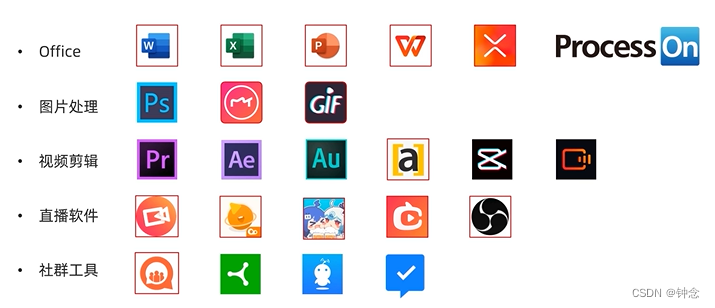 • Office W X P W ProcessOn
• 图片处理 Ps GIF
• 视频剪辑 Pr Ae Au [a]
• 直播软件
• 社群工具
CSDN @钟念